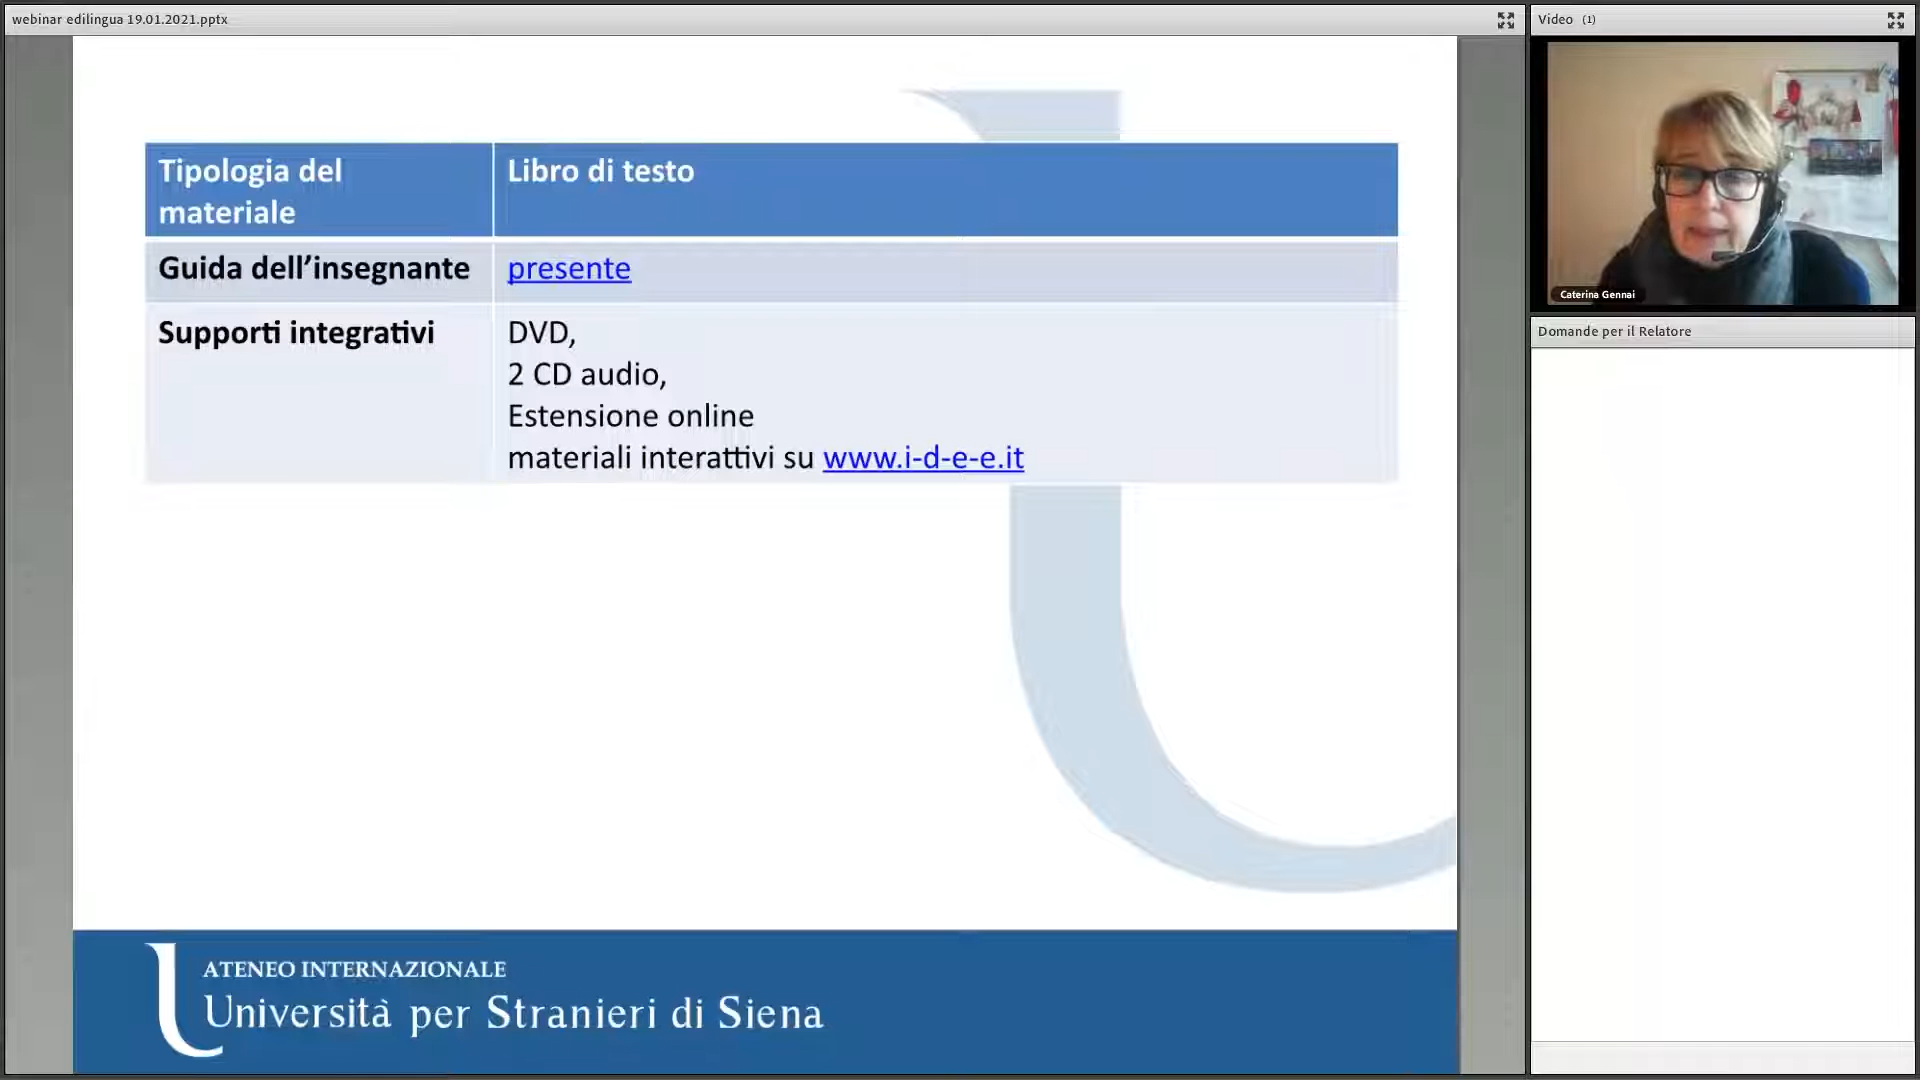 webinar edilingua 19.01.2021.pptx
Tipologia del
materiale
Libro di testo
Guida dell’insegnante
presente
Supporti integrativi
DVD,
2 CD audio,
Estensione online
materiali interattivi su www.i-d-e-e.it
ATENEO INTERNAZIONALE
Università per Stranieri di Siena
Video (1)
Caterina Gennai
Domande per il Relatore